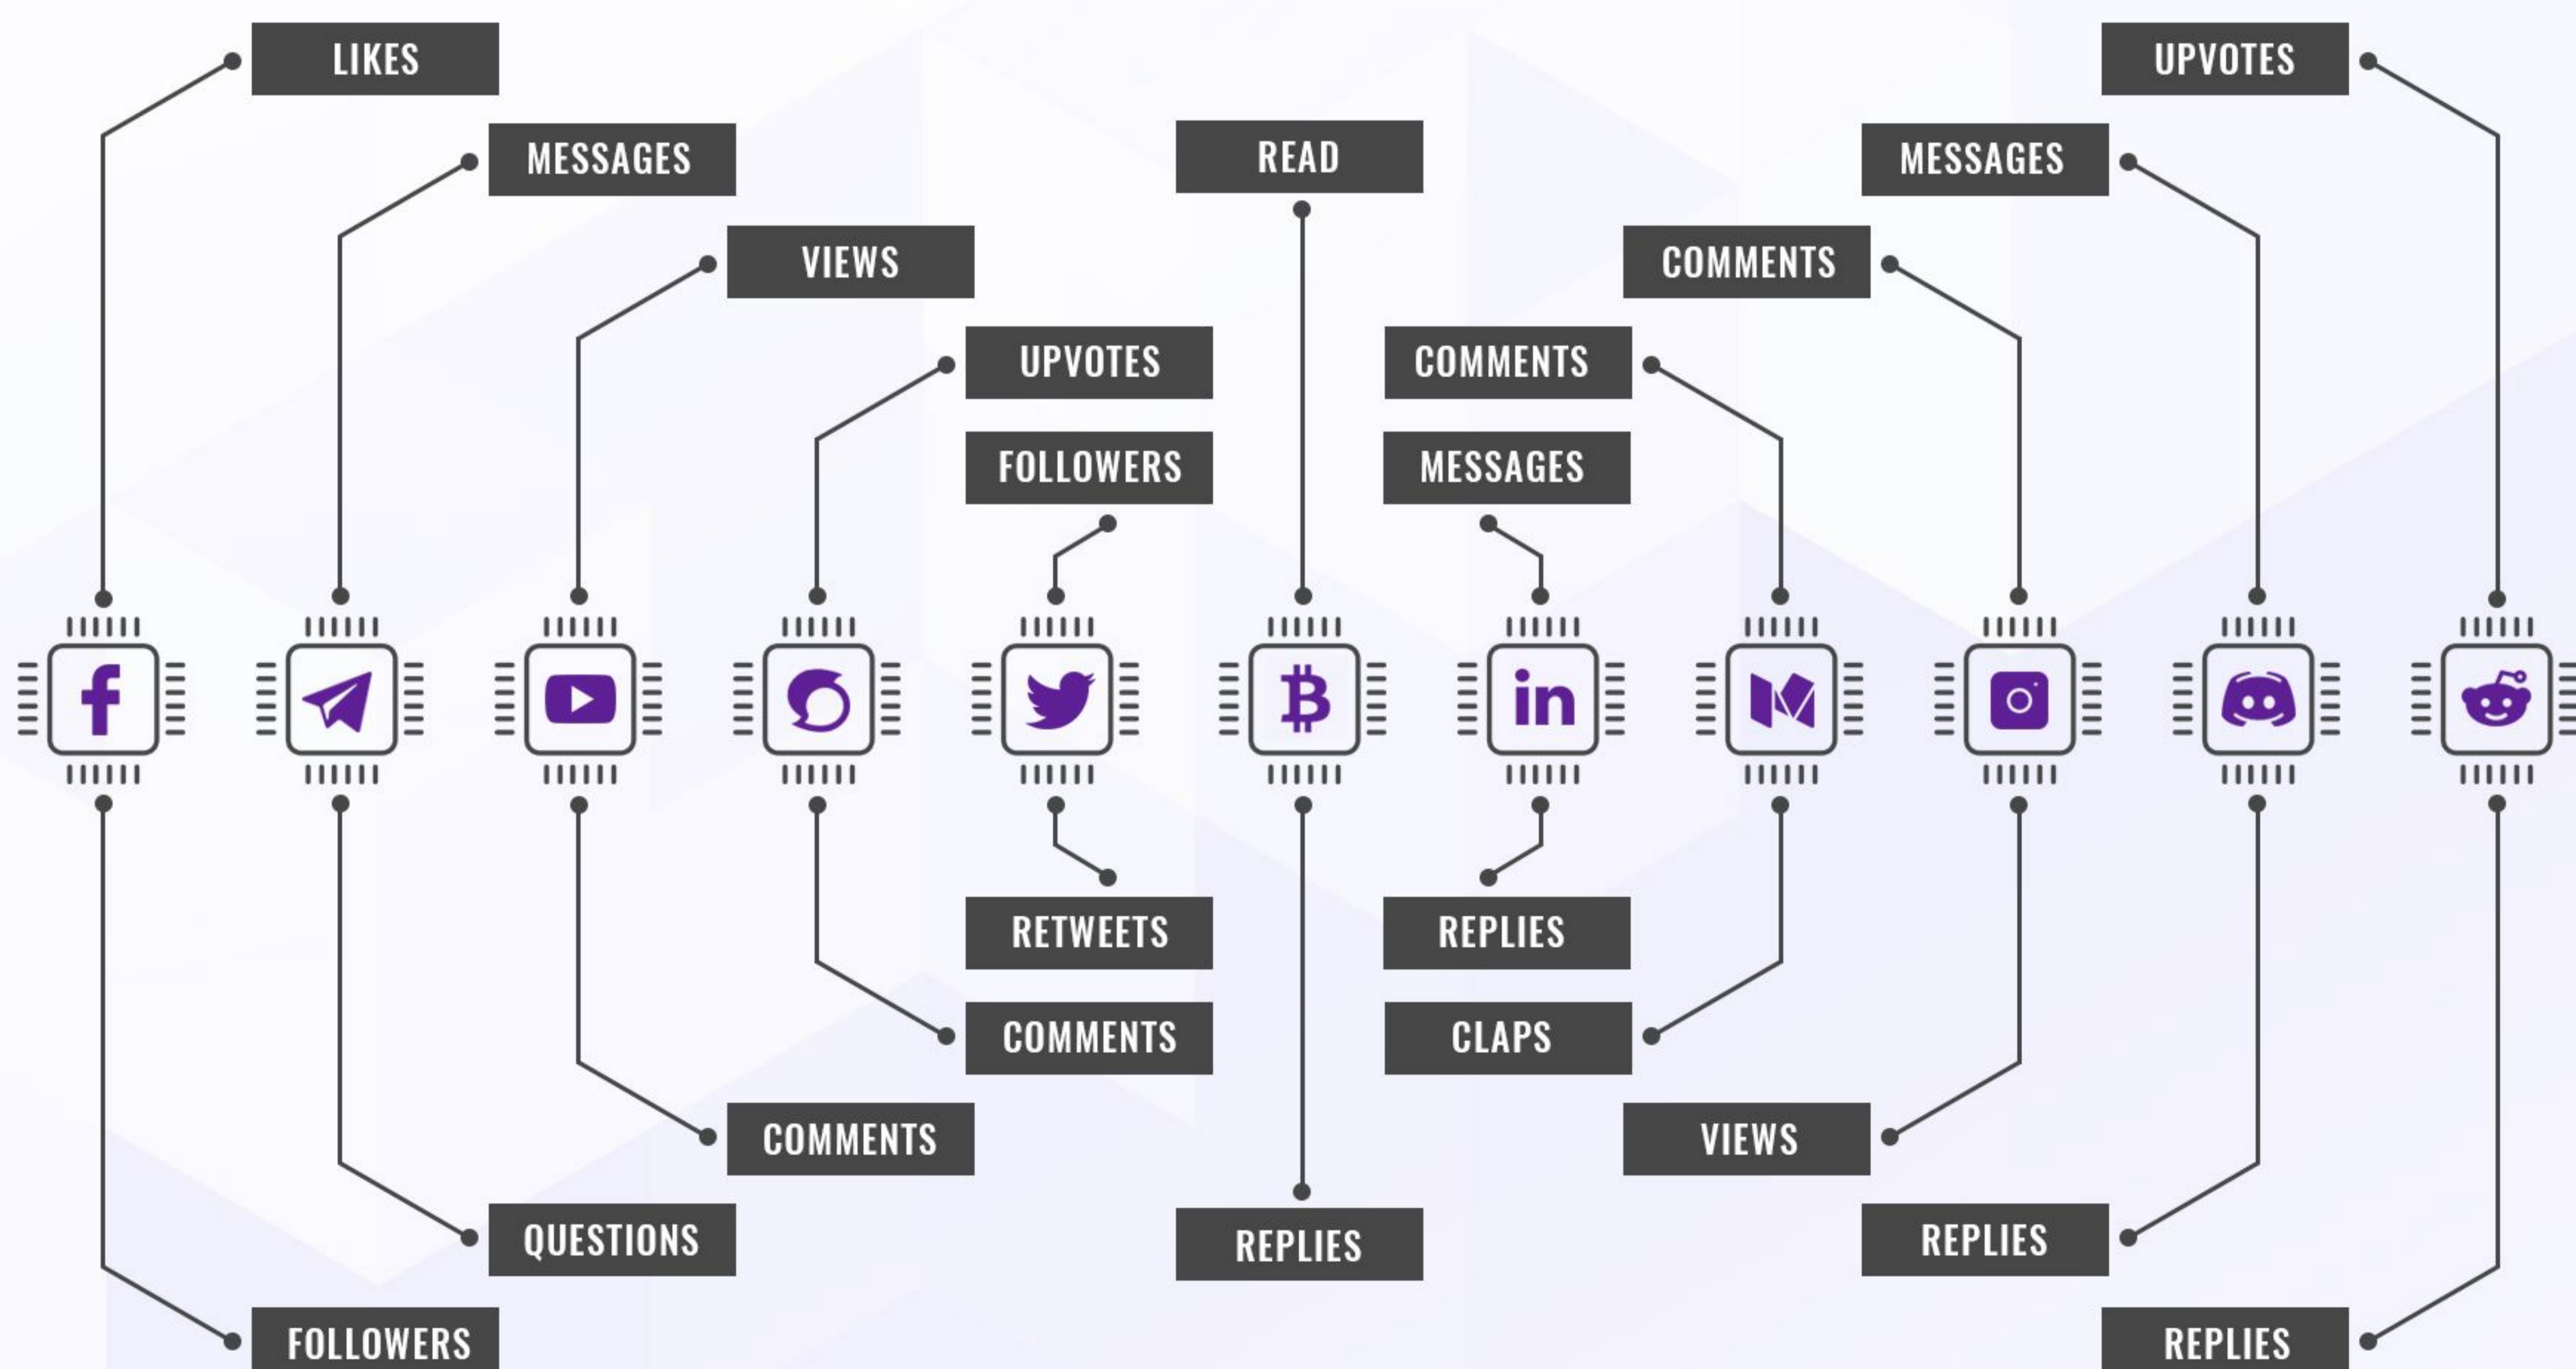 LIKES
UPVOTES
MESSAGES
READ
MESSAGES
VIEWS
COMMENTS
UPVOTES
COMMENTS
FOLLOWERS
MESSAGES
in
RETWEETS
REPLIES
COMMENTS
CLAPS
COMMENTS
VIEWS
QUESTIONS
REPLIES
REPLIES
FOLLOWERS
REPLIES